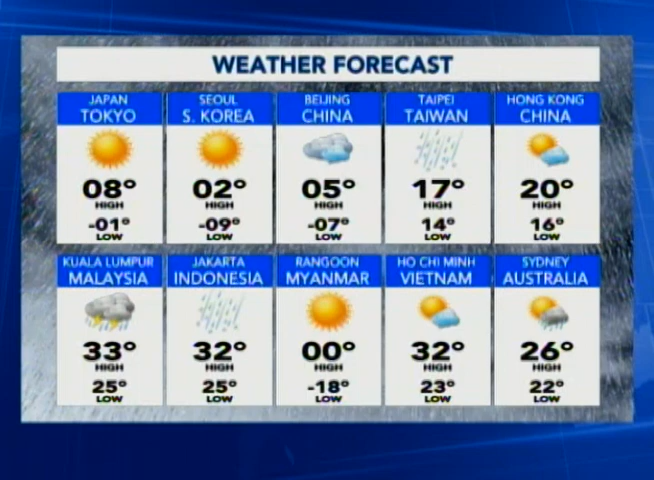 WEATHER FORECAST
JAPAN
TOKYO
08°
HIGH
-01°
LOW
SEOUL
S. KOREA
02°
HIGH
-09°
LOW
BEIJING
CHINA
05°
HIGH
-07°
LOW
TAIPEI
TAIWAN
17°
HIGH
14°
LOW
HONG KONG
CHINA
20°
HIGH
16°
LOW
KUALA LUMPUR
MALAYSIA
33°
HIGH
25°
LOW
JAKARTA
INDONESIA
32°
HIGH
25°
LOW
RANGOON
MYANMAR
00°
HIGH
-18°
LOW
HO CHI MINH
VIETNAM
32°
HIGH
23°
LOW
SYDNEY
AUSTRALIA
26°
HIGH
22°
LOW